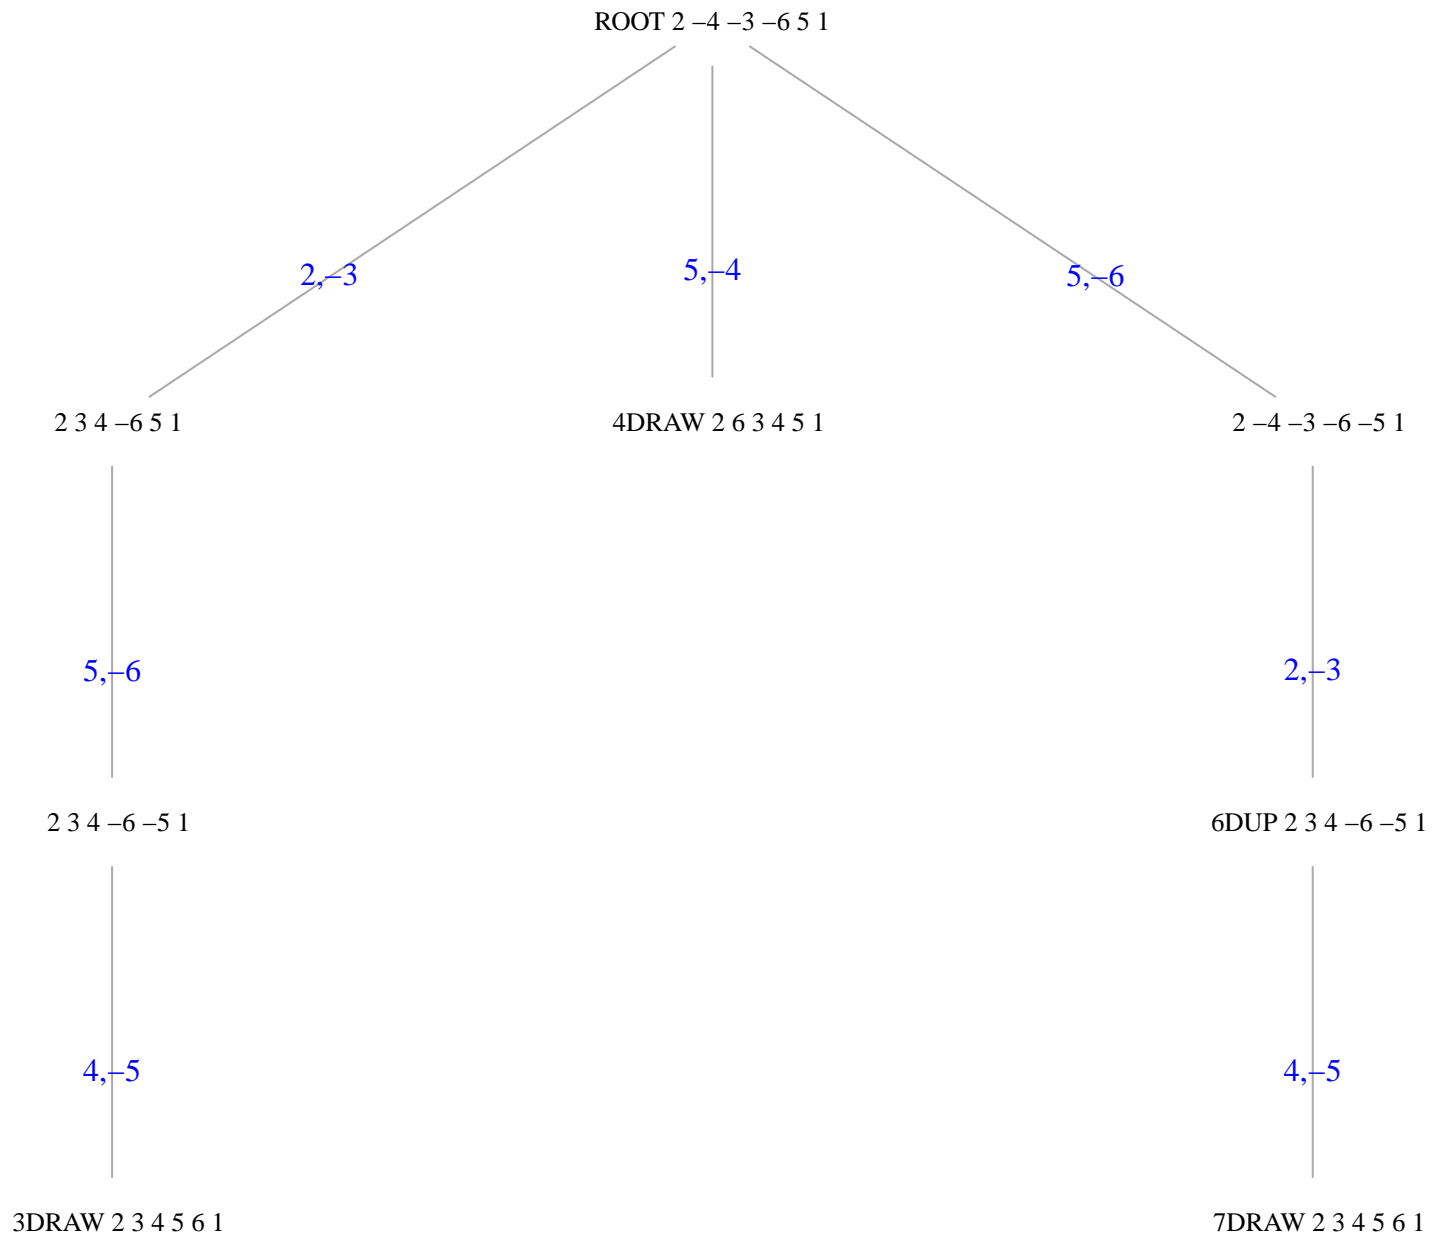 ROOT 2 –4 –3 –6 5 1
2,–3
5,–4
5,–6
2 3 4 –6 5 1
4DRAW 2 6 3 4 5 1
2 –4 –3 –6 –5 1
5,–6
2,–3
2 3 4 –6 –5 1
6DUP 2 3 4 –6 –5 1
4,–5
4,–5
3DRAW 2 3 4 5 6 1
7DRAW 2 3 4 5 6 1